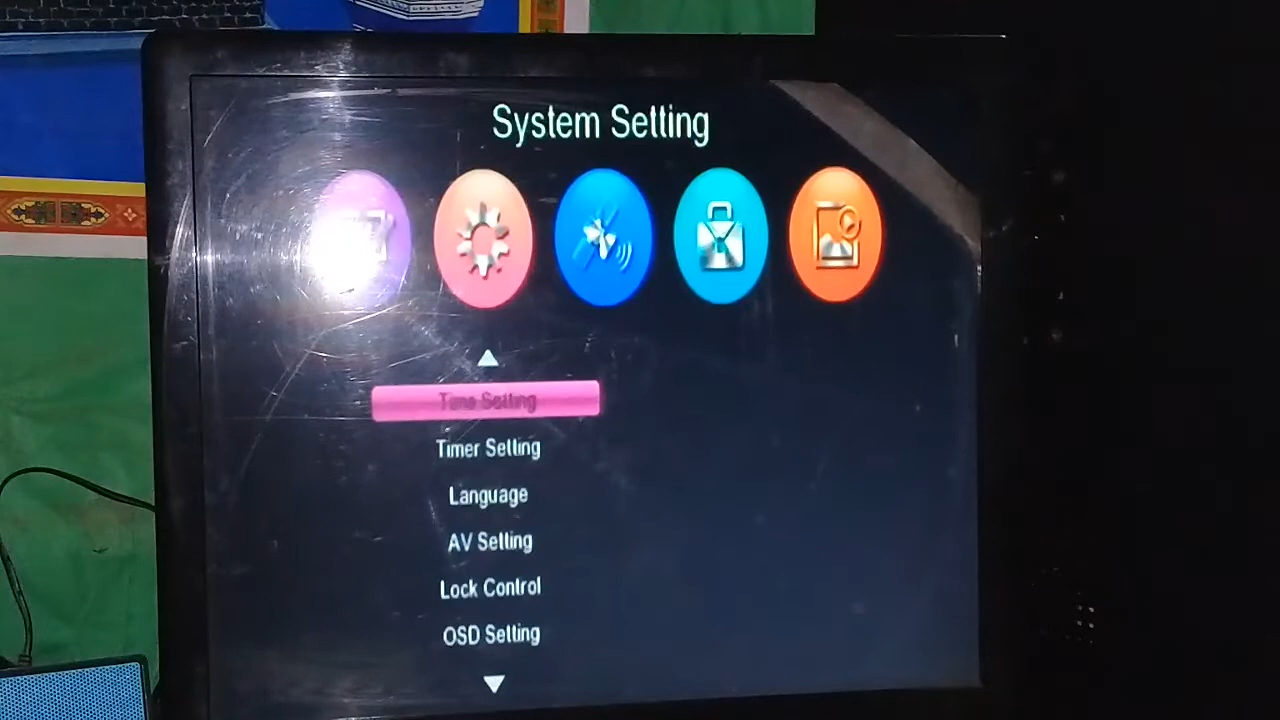 System Setting
Time Setting
Timer Setting
Language
AV Setting
Lock Control
OSD Setting